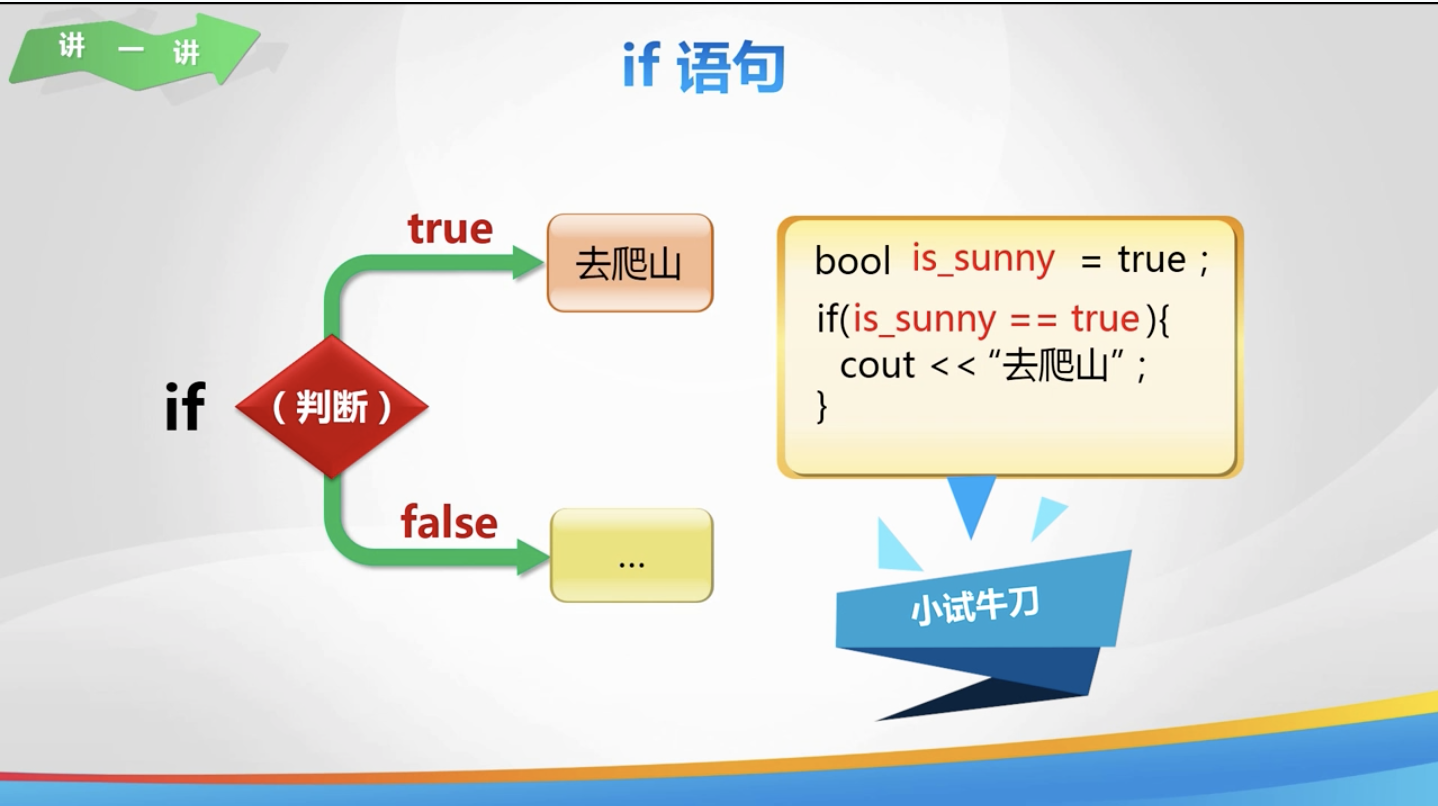 讲 一 讲
if 语句
true
去爬山
if
（判断）
false
...
bool is_sunny = true ;
if(is_sunny == true){
cout << “去爬山” ;
}
小试牛刀